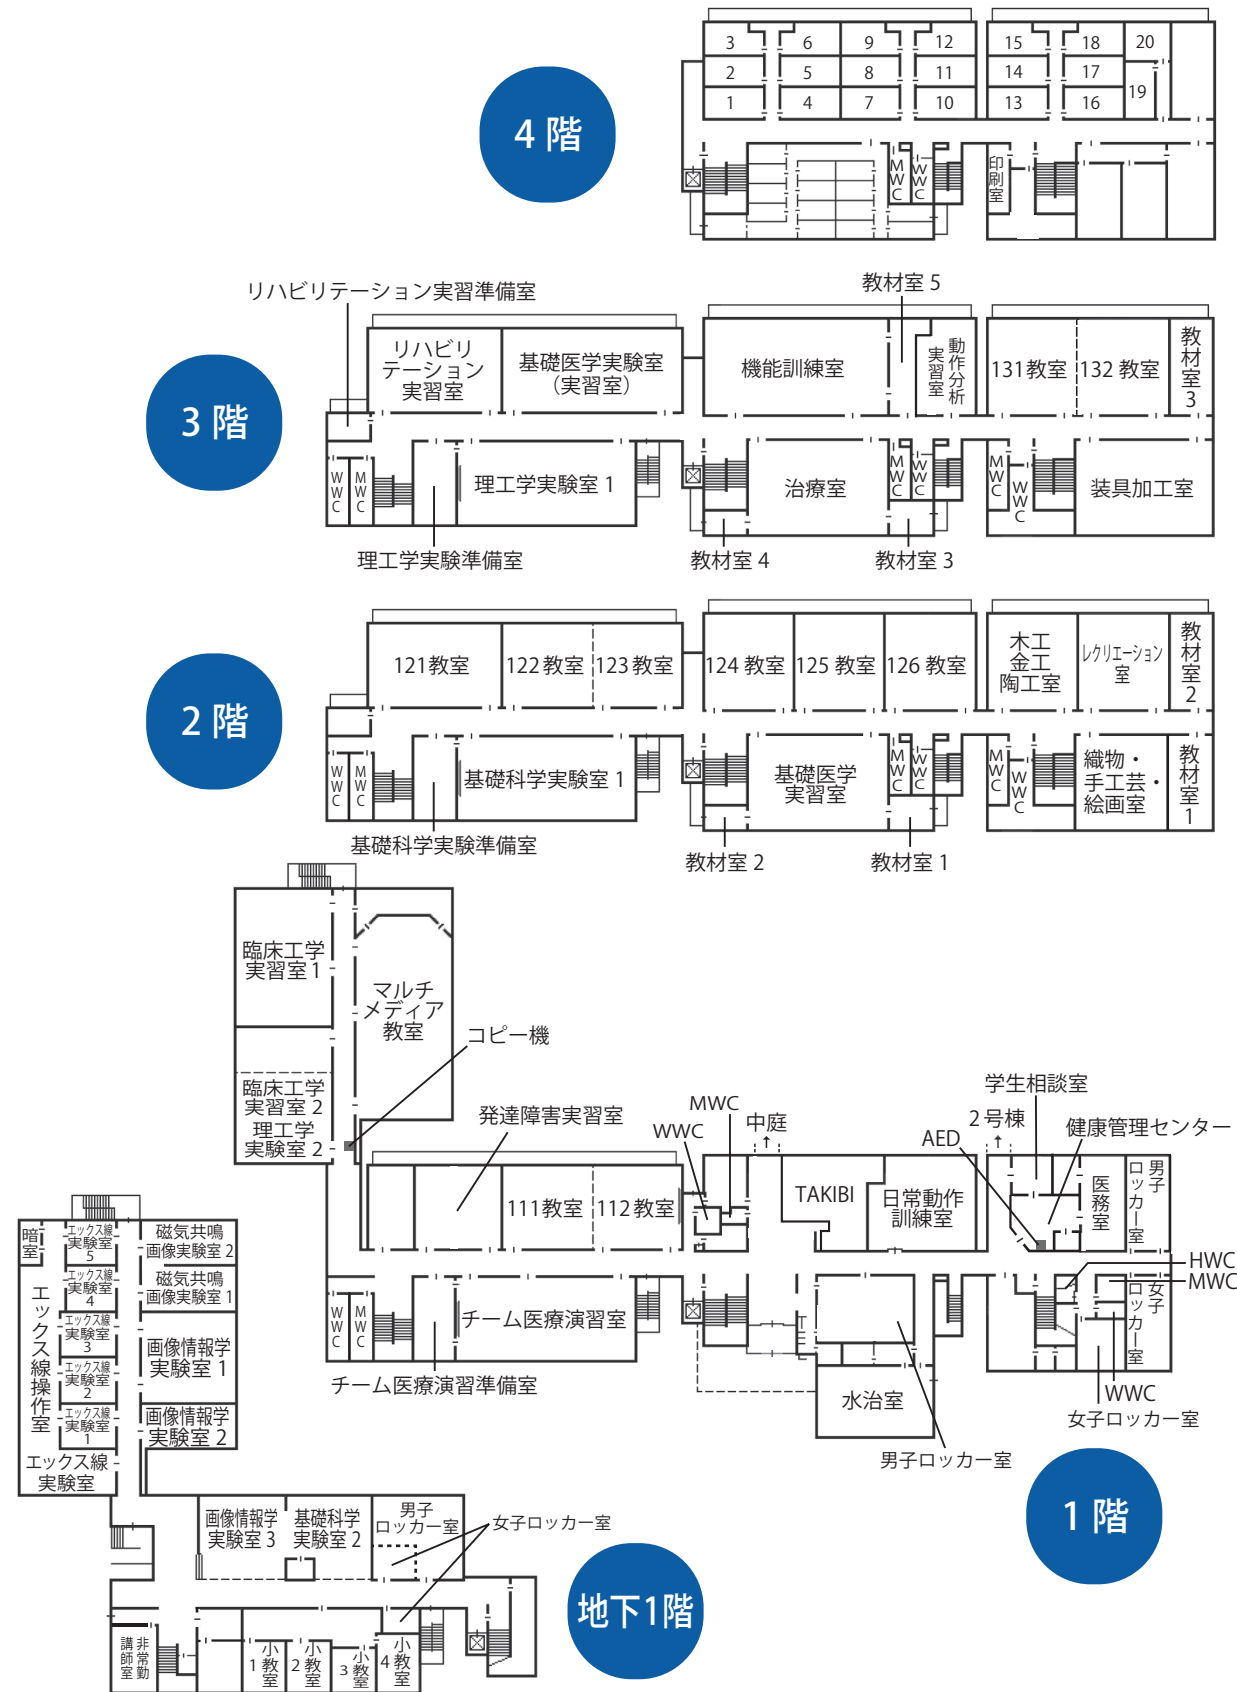 4 階
3
6
9
12
15
18
20
2
5
8
11
14
17
1
4
7
10
13
16
19
MWC
WWC
印刷室
3 階
リハビリテーション実習準備室
教材室 5
リハビリ
テーション
実習室
基礎医学実験室
（実習室）
機能訓練室
動作分析
実習室
131教室
132 教室
教材室3
WWC
MWC
理工学実験室 1
治療室
MWC
WWC
MWC
WWC
装具加工室
理工学実験準備室
教材室 4
教材室 3
2 階
121教室
122教室
123教室
124 教室
125 教室
126 教室
木工
金工
陶工室
レクリエーション
室
教材室2
WWC
MWC
基礎科学実験室 1
基礎医学
実習室
MWC
WWC
MWC
WWC
織物・
手工芸・
絵画室
教材室1
基礎科学実験準備室
教材室 2
教材室 1
臨床工学
実習室 1
マルチ
メディア
教室
コピー機
臨床工学
実習室 2
理工学
実験室 2
発達障害実習室
MWC
WWC
中庭
↑
学生相談室
2 号棟
↑
AED
健康管理センター
111教室
112教室
TAKIBI
日常動作
訓練室
医務室
男子
ロッカー室
HWC
MWC
女子
ロッカー室
WWC
MWC
チーム医療演習室
チーム医療演習準備室
水治室
男子ロッカー室
WWC
女子ロッカー室
1 階
暗室
エックス線
実験室
5
磁気共鳴
画像実験室 2
エックス線
実験室
4
磁気共鳴
画像実験室 1
エックス線操作室
エックス線
実験室
3
画像情報学
実験室 1
エックス線
実験室
2
エックス線
実験室
1
画像情報学
実験室 2
エックス線
実験室
画像情報学
実験室 3
基礎科学
実験室 2
男子
ロッカー室
女子ロッカー室
地下1階
非常勤
講師室
小教室
1
小教室
2
小教室
3
小教室
4